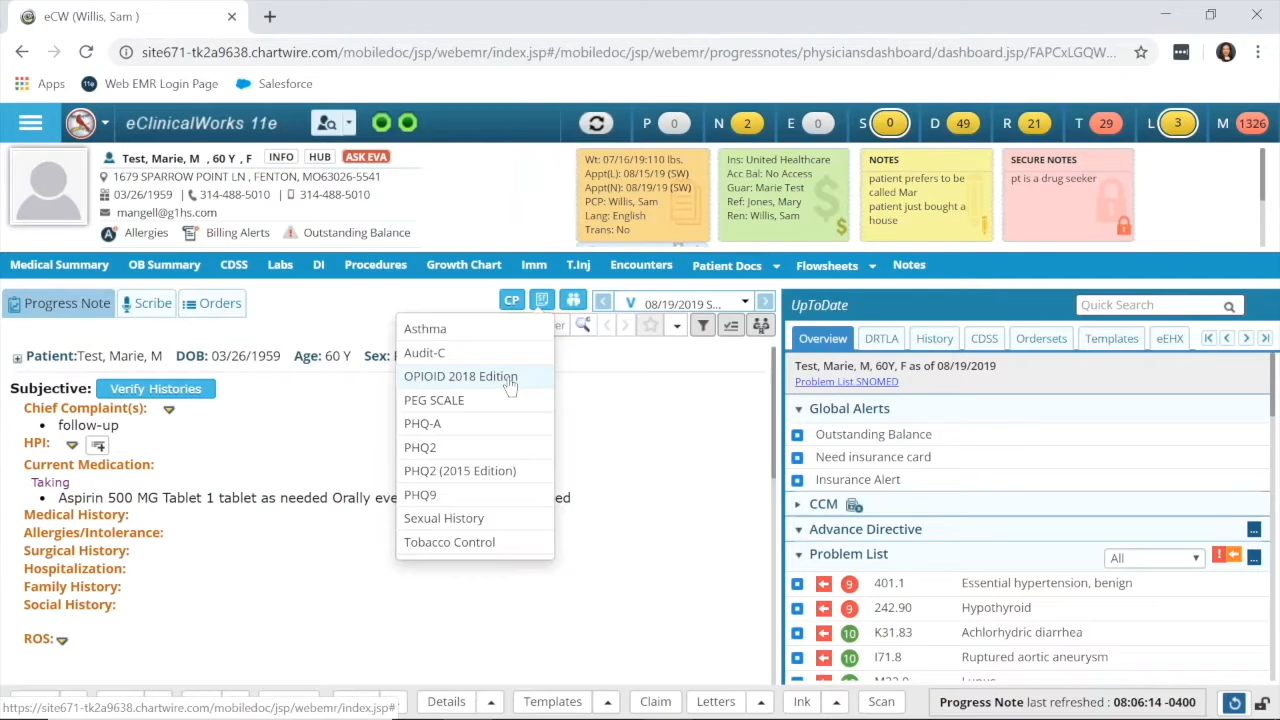 eCW (Willis, Sam )
site671-tk2a9638.chartwire.com/mobiledoc/jsp/webemr/index.jsp#/mobiledoc/jsp/webemr/progressnotes/physiciansdashboard/dashboard.jsp/FAPCxLGQW...
Apps
11e Web EMR Login Page
Salesforce
eClinicalWorks 11e
P 0 N 2 E 0 S 0 D 49 R 21 T 29 L 3 M 1326
Test, Marie, M , 60 Y , F INFO HUB ASK EVA
1679 SPARROW POINT LN , FENTON, MO63026-5541
03/26/1959 314-488-5010 314-488-5010
mangell@g1hs.com
Allergies Billing Alerts Outstanding Balance
Wt: 07/16/19:110 lbs.
Appt(L): 08/15/19 (SW)
Appt(N): 08/19/19 (SW)
PCP: Willis, Sam
Lang: English
Trans: No
Ins: United Healthcare
Acc Bal: No Access
Guar: Marie Test
Ref: Jones, Mary
Ren: Willis, Sam
NOTES
patient prefers to be
called Mar
patient just bought a
house
SECURE NOTES
pt is a drug seeker
Medical Summary OB Summary CDSS Labs DI Procedures Growth Chart Imm T.Inj Encounters Patient Docs Flowsheets Notes
Progress Note Scribe Orders
CP
V 08/19/2019 S...
er
Patient:Test, Marie, M DOB: 03/26/1959 Age: 60 Y Sex:
Subjective: Verify Histories
Chief Complaint(s):
• follow-up
HPI:
Current Medication:
Taking
• Aspirin 500 MG Tablet 1 tablet as needed Orally eve
Medical History:
Allergies/Intolerance:
Surgical History:
Hospitalization:
Family History:
Social History:
ROS:
Asthma
Audit-C
OPIOID 2018 Edition
PEG SCALE
PHQ-A
PHQ2
PHQ2 (2015 Edition)
PHQ9
Sexual History
Tobacco Control
UpToDate
Quick Search
Overview DRTLA History CDSS Ordersets Templates eEHX
Test, Marie, M, 60Y, F as of 08/19/2019
Problem List SNOMED
Global Alerts
Outstanding Balance
Need insurance card
Insurance Alert
CCM
Advance Directive ...
Problem List All ! ...
9 401.1 Essential hypertension, benign
9 242.90 Hypothyroid
10 K31.83 Achlorhydric diarrhea
10 I71.8 Ruptured aortic aneurysm
https://site671-tk2a9638.chartwire.com/mobiledoc/jsp/webemr/index.jsp#
Details Templates Claim Letters Ink Scan
Progress Note last refreshed : 08:06:14 -0400